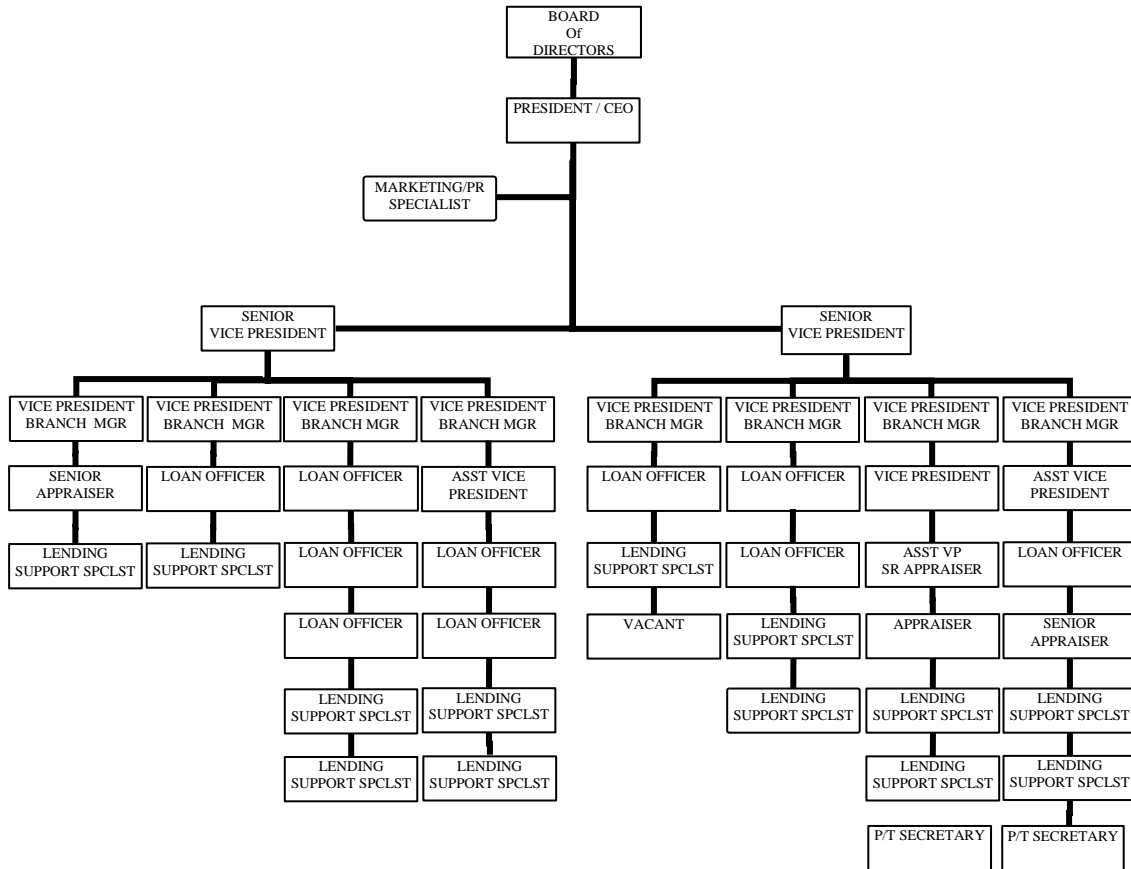 BOARD
Of
DIRECTORS
PRESIDENT / CEO
MARKETING/PR
SPECIALIST
SENIOR
VICE PRESIDENT
SENIOR
VICE PRESIDENT
VICE PRESIDENT
BRANCH MGR
VICE PRESIDENT
BRANCH MGR
VICE PRESIDENT
BRANCH MGR
VICE PRESIDENT
BRANCH MGR
VICE PRESIDENT
BRANCH MGR
VICE PRESIDENT
BRANCH MGR
VICE PRESIDENT
BRANCH MGR
VICE PRESIDENT
BRANCH MGR
SENIOR
APPRAISER
LOAN OFFICER
LOAN OFFICER
ASST VICE
PRESIDENT
LOAN OFFICER
LOAN OFFICER
VICE PRESIDENT
ASST VICE
PRESIDENT
LENDING
SUPPORT SPCLST
LENDING
SUPPORT SPCLST
LOAN OFFICER
LOAN OFFICER
LENDING
SUPPORT SPCLST
LOAN OFFICER
ASST VP
SR APPRAISER
LOAN OFFICER
LOAN OFFICER
LOAN OFFICER
VACANT
LENDING
SUPPORT SPCLST
APPRAISER
SENIOR
APPRAISER
LENDING
SUPPORT SPCLST
LENDING
SUPPORT SPCLST
LENDING
SUPPORT SPCLST
LENDING
SUPPORT SPCLST
LENDING
SUPPORT SPCLST
LENDING
SUPPORT SPCLST
LENDING
SUPPORT SPCLST
LENDING
SUPPORT SPCLST
LENDING
SUPPORT SPCLST
P/T SECRETARY
P/T SECRETARY